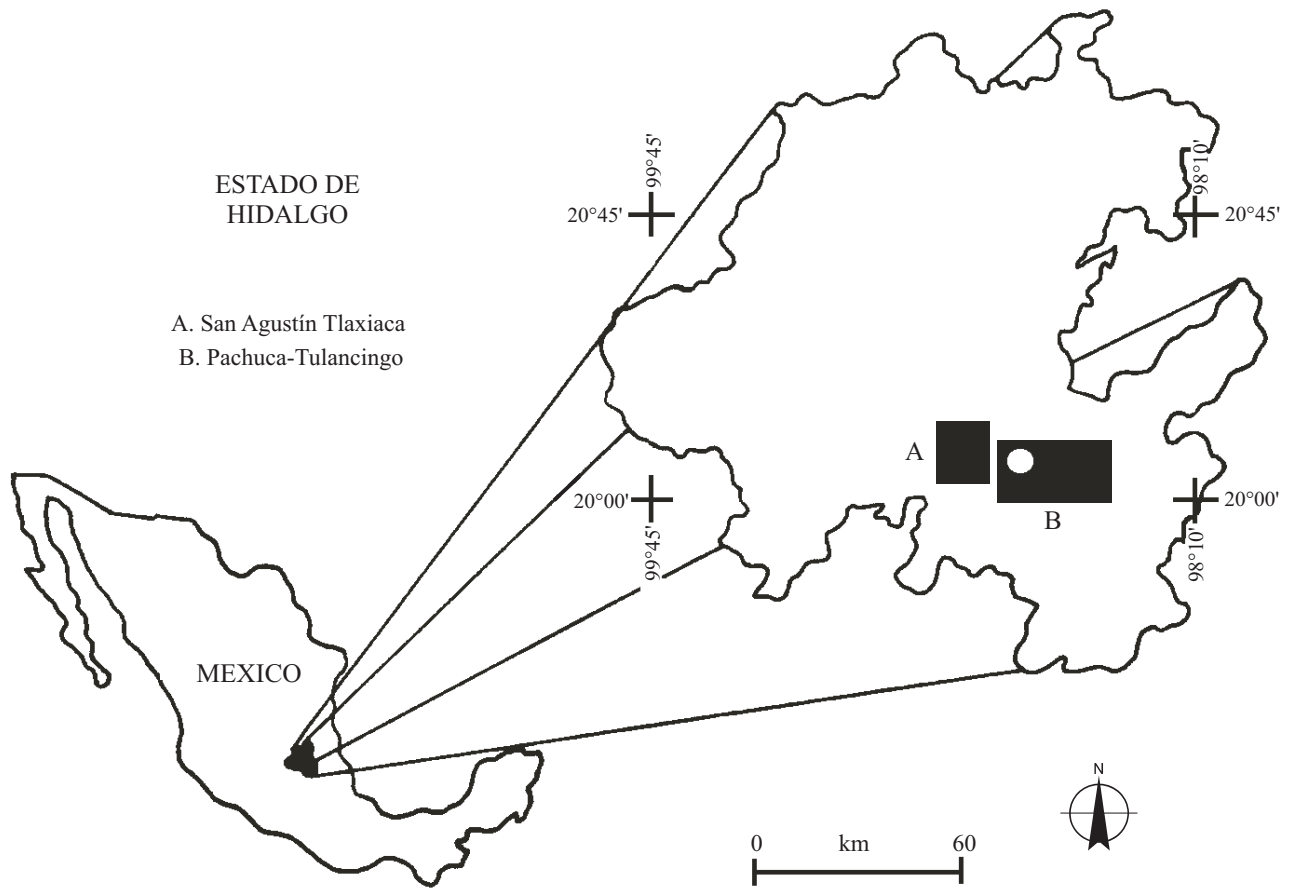 ESTADO DE
HIDALGO
A. San Agustín Tlaxiaca
B. Pachuca-Tulancingo
99°45'
20°45'
98°10'
20°45'
A
B
20°00'
99°45'
20°00'
98°10'
MEXICO
N
0 km 60